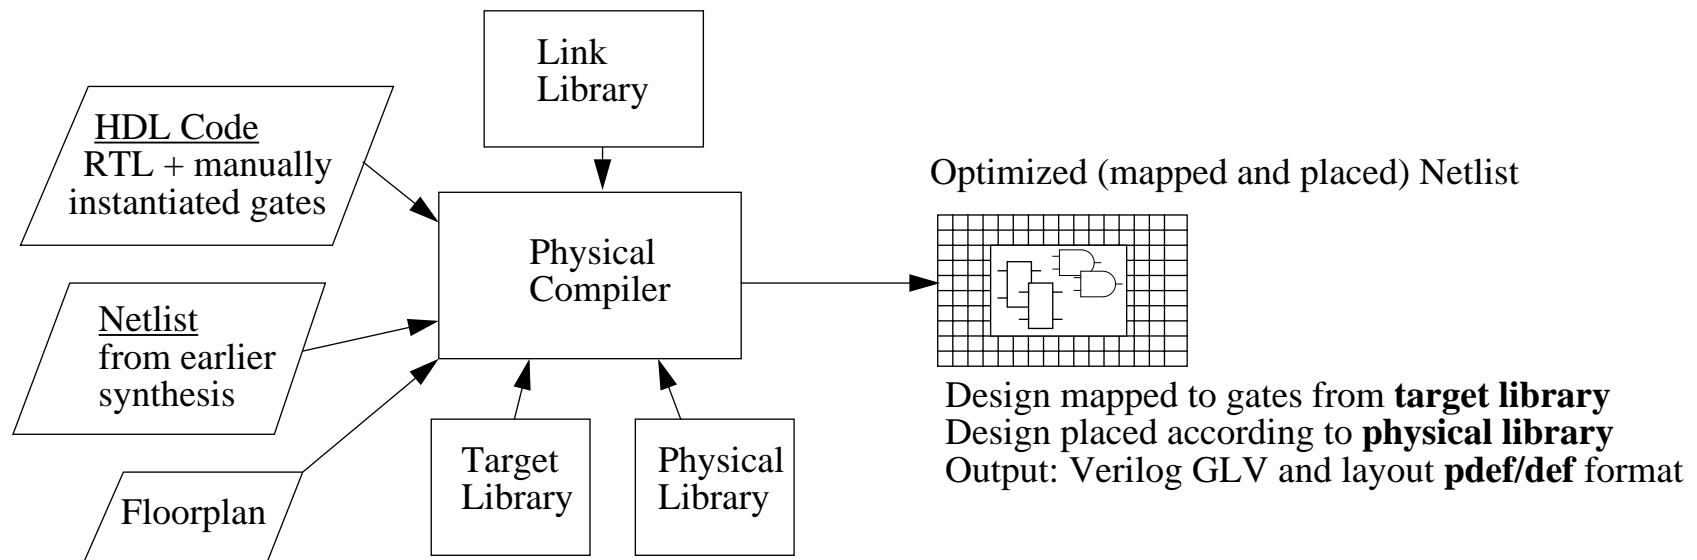 Link
Library
HDL Code
RTL + manually
instantiated gates
Optimized (mapped and placed) Netlist
Physical
Compiler
Netlist
from earlier
synthesis
Design mapped to gates from target library
Design placed according to physical library
Output: Verilog GLV and layout pdef/def format
Target
Library
Physical
Library
Floorplan